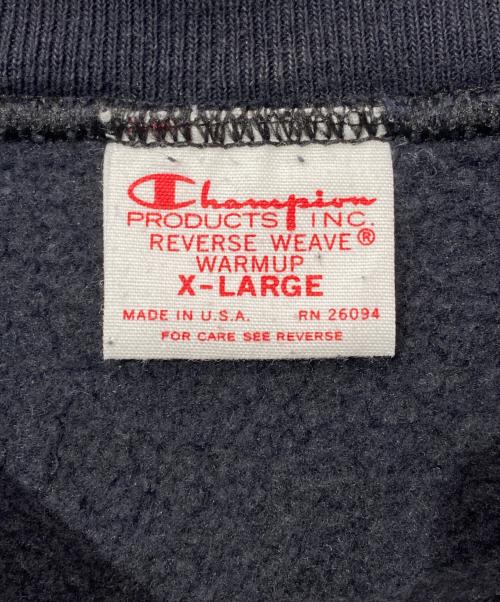 Champion
PRODUCTS INC.
REVERSE WEAVE®
WARMUP
X-LARGE
MADE IN U.S.A. RN 26094
FOR CARE SEE REVERSE